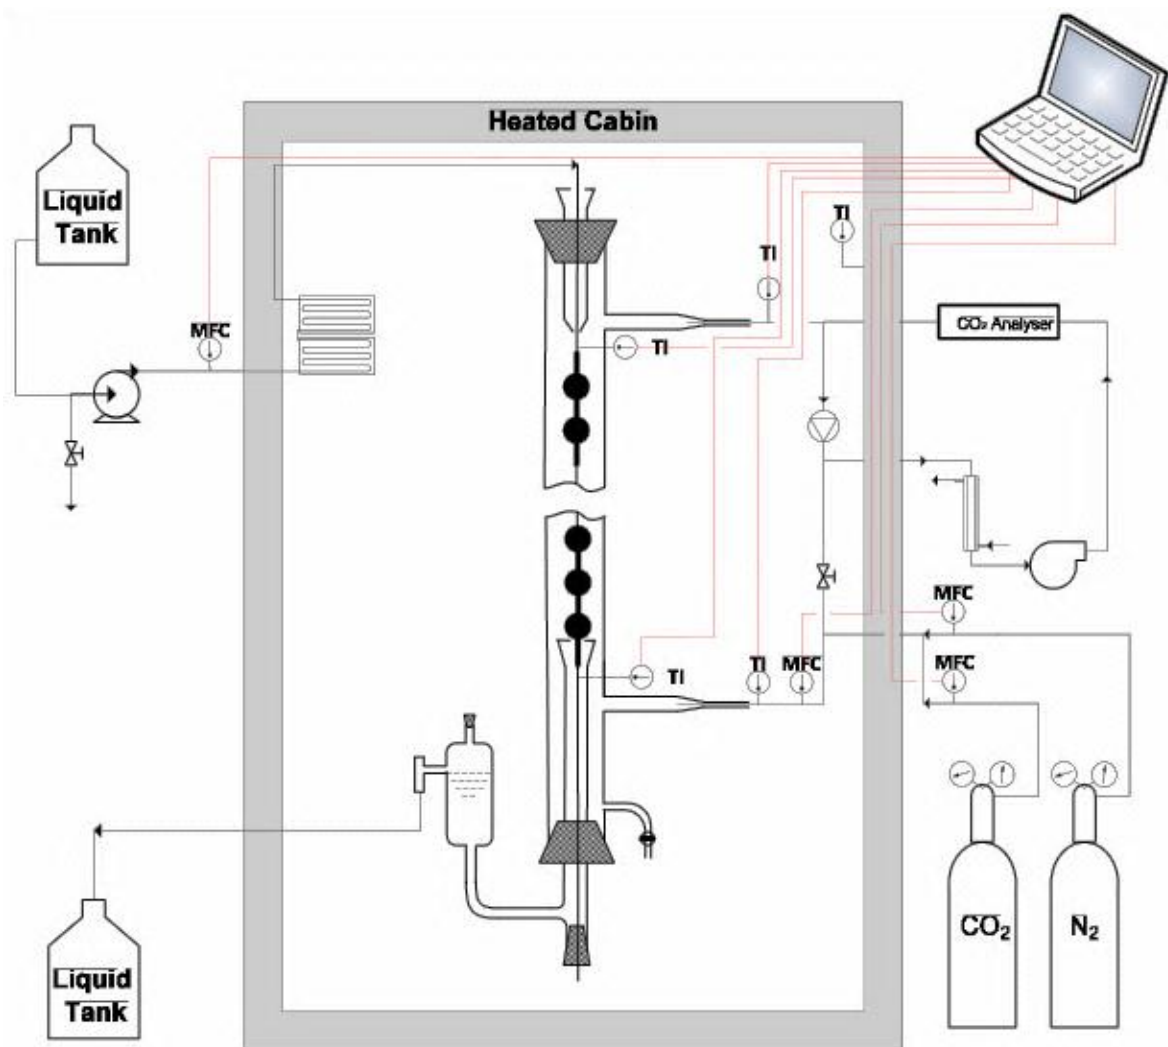 Heated Cabin
Liquid
Tank
TI
TI
MFC
CO₂ Analyser
TI
MFC
TI
MFC
TI
MFC
CO₂
N₂
Liquid
Tank